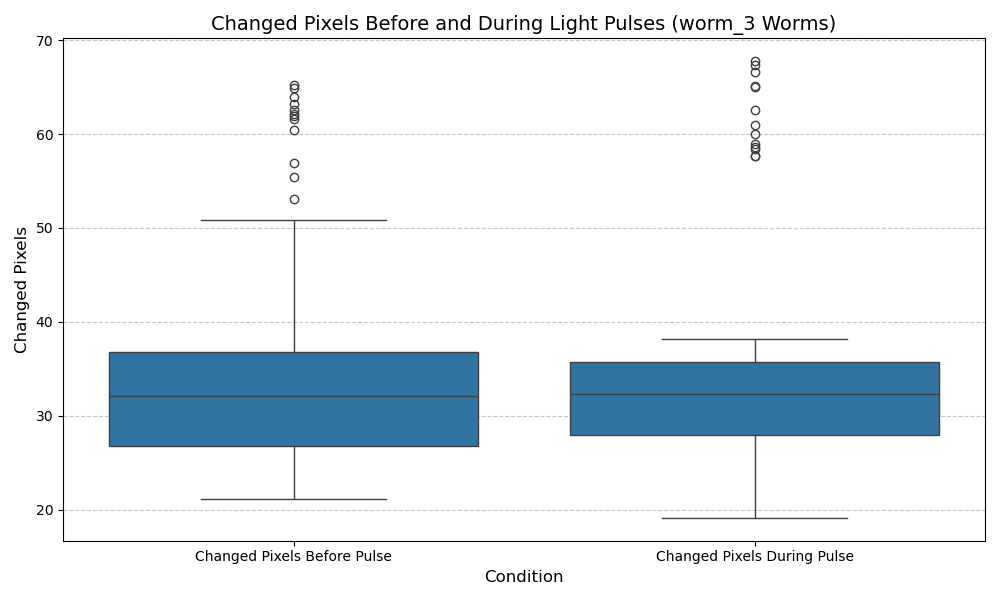 Changed Pixels Before and During Light Pulses (worm_3 Worms)
Changed Pixels
70
60
50
40
30
20
Changed Pixels Before Pulse
Changed Pixels During Pulse
Condition